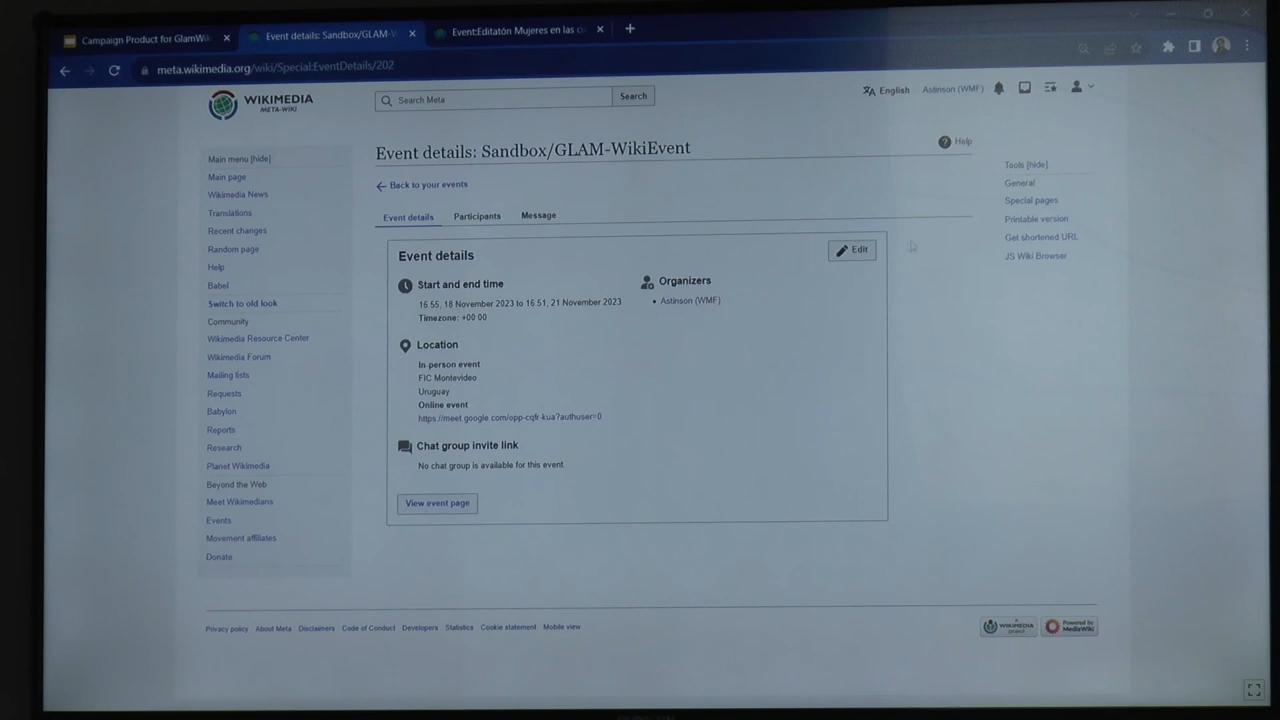 Campaign Product for GlamWi
Event details: Sandbox/GLAM-W
Event:Editatón Mujeres en las c
meta.wikimedia.org/wiki/Special:EventDetails/202
WIKIMEDIA
META-WIKI
Search Meta
Search
English
Astinson (WMF)
Main menu [hide]
Main page
Wikimedia News
Translations
Recent changes
Random page
Help
Babel
Switch to old look
Community
Wikimedia Resource Center
Wikimedia Forum
Mailing lists
Requests
Babylon
Reports
Research
Planet Wikimedia
Beyond the Web
Meet Wikimedians
Events
Movement affiliates
Donate
Event details: Sandbox/GLAM-WikiEvent
Help
Back to your events
Event details
Participants
Message
Event details
Edit
Start and end time
16:55, 18 November 2023 to 16:51, 21 November 2023
Timezone: +00:00
Organizers
• Astinson (WMF)
Location
In-person event
FIC Montevideo
Uruguay
Online event
https://meet.google.com/opp-cqfr-kua?authuser=0
Chat group invite link
No chat group is available for this event.
View event page
Tools [hide]
General
Special pages
Printable version
Get shortened URL
JS Wiki Browser
Privacy policy
About Meta
Disclaimers
Code of Conduct
Developers
Statistics
Cookie statement
Mobile view
A
WIKIMEDIA
project
Powered by
MediaWiki